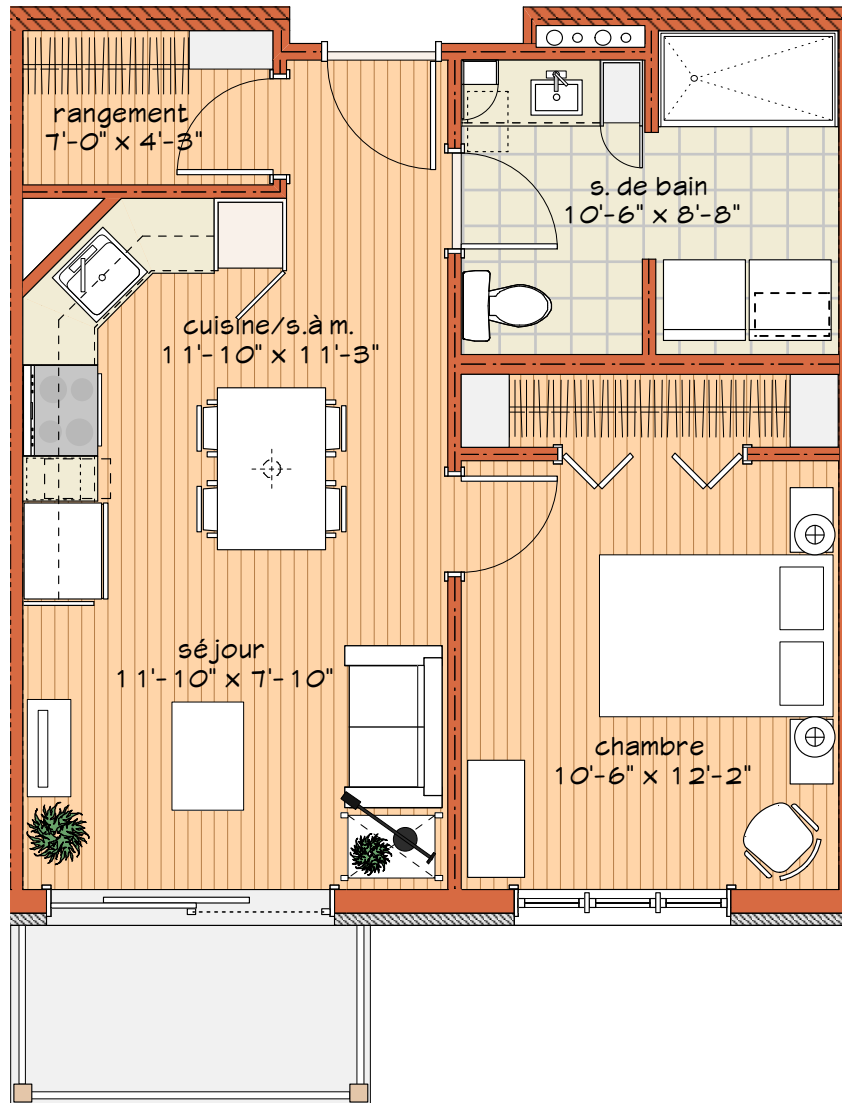 rangement
7'-0" x 4'-3"
s. de bain
10'-6" x 8'-8"
cuisine/s.à m.
11'-10" x 11'-3"
séjour
11'-10" x 7'-10"
chambre
10'-6" x 12'-2"